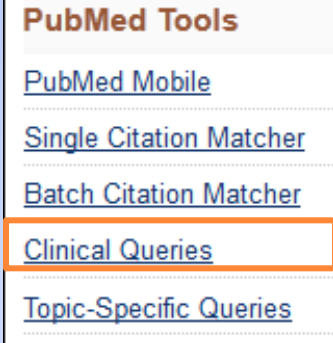 PubMed Tools
PubMed Mobile
Single Citation Matcher
Batch Citation Matcher
Clinical Queries
Topic-Specific Queries